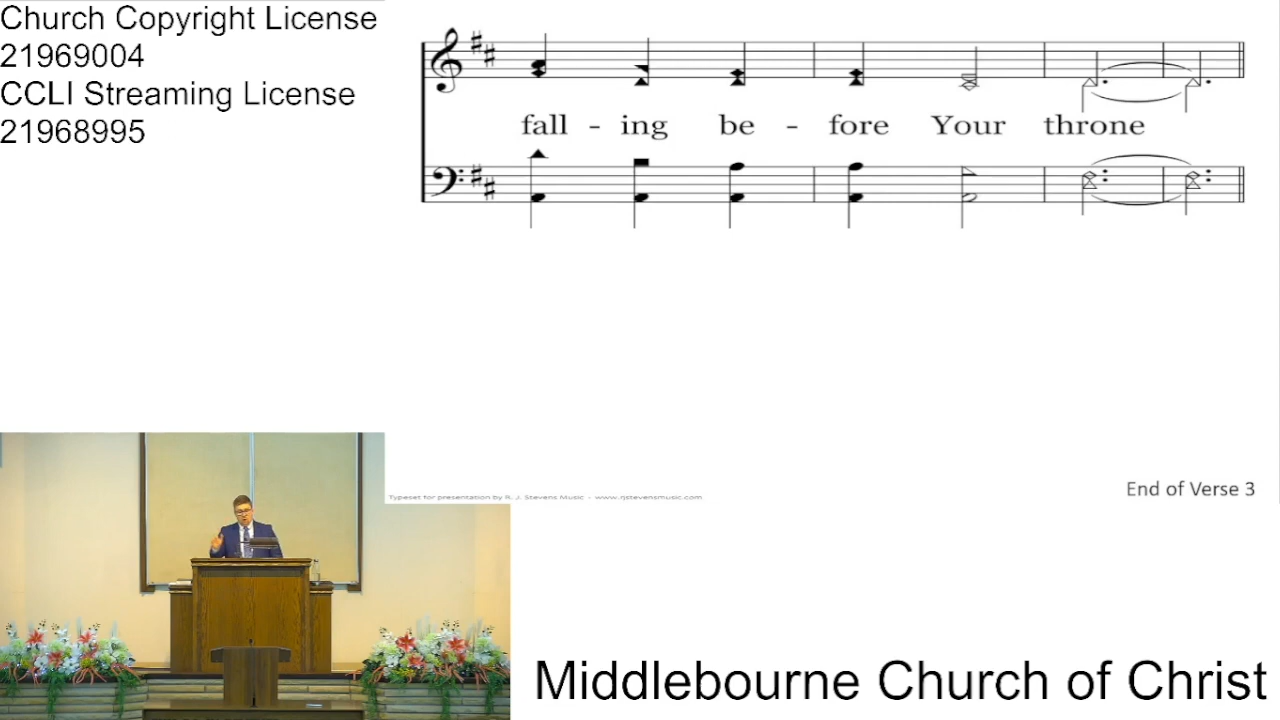 Church Copyright License
21969004
CCLI Streaming License
21968995
fall - ing be - fore Your throne
Typeset for presentation by R. J. Stevens Music - www.rjstevensmusic.com
End of Verse 3
Middlebourne Church of Christ